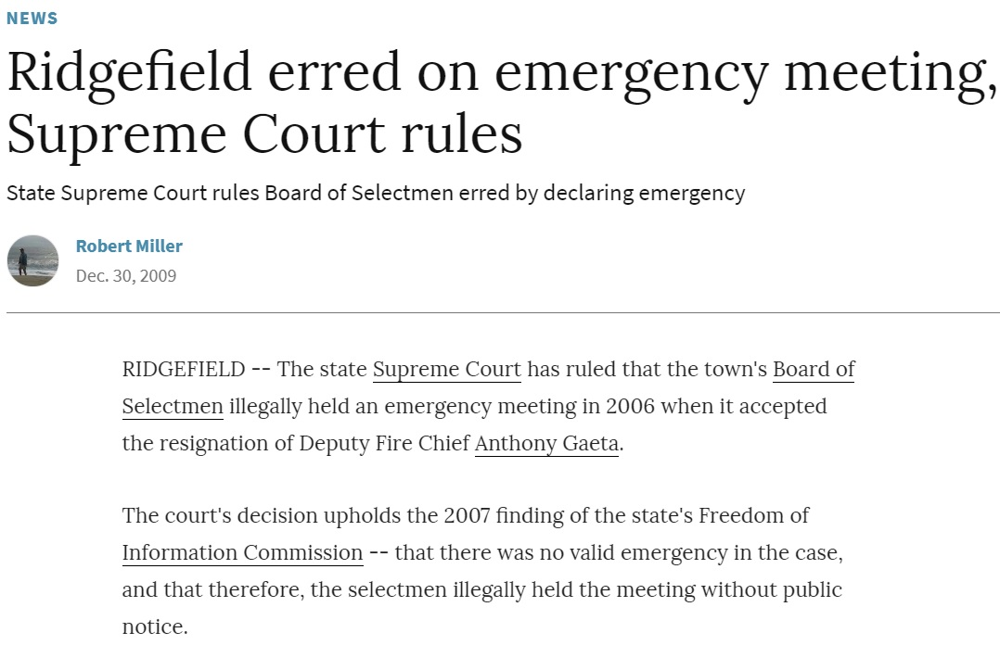 NEWS
Ridgefield erred on emergency meeting,
Supreme Court rules
State Supreme Court rules Board of Selectmen erred by declaring emergency
Robert Miller
Dec. 30, 2009
RIDGEFIELD -- The state Supreme Court has ruled that the town's Board of
Selectmen illegally held an emergency meeting in 2006 when it accepted
the resignation of Deputy Fire Chief Anthony Gaeta.
The court's decision upholds the 2007 finding of the state's Freedom of
Information Commission -- that there was no valid emergency in the case,
and that therefore, the selectmen illegally held the meeting without public
notice.